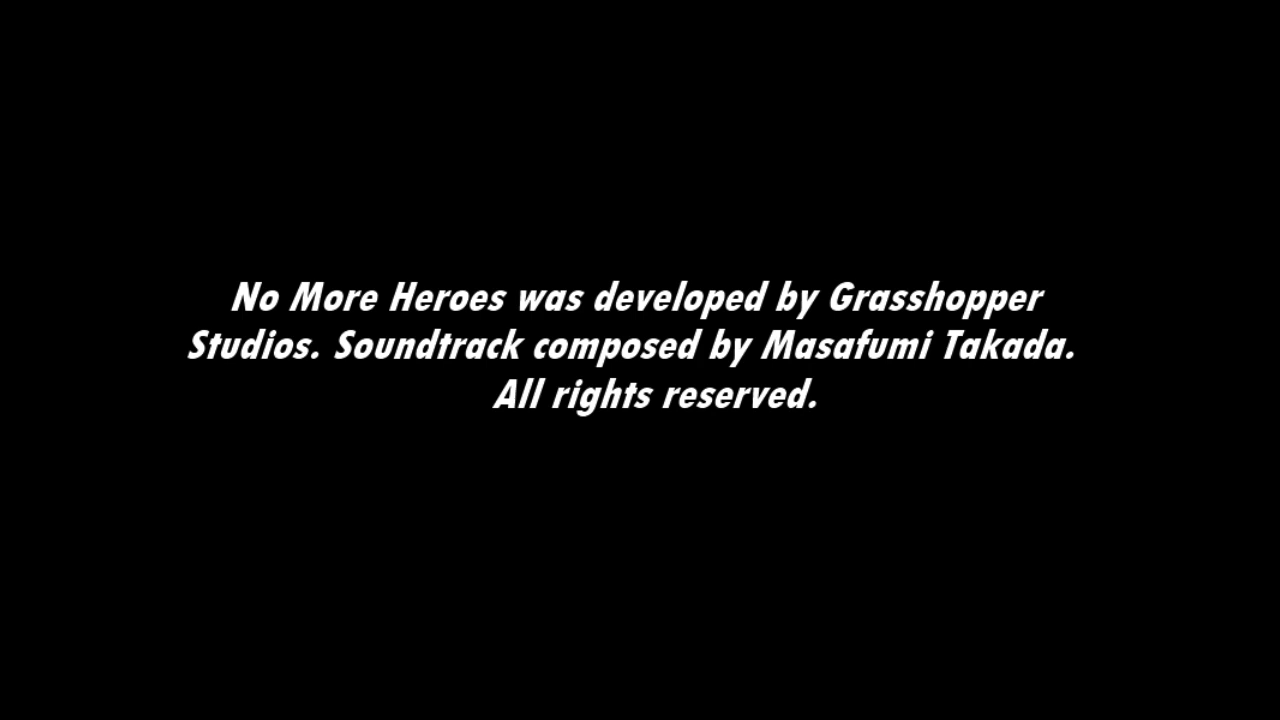 No More Heroes was developed by Grasshopper
Studios. Soundtrack composed by Masafumi Takada.
All rights reserved.